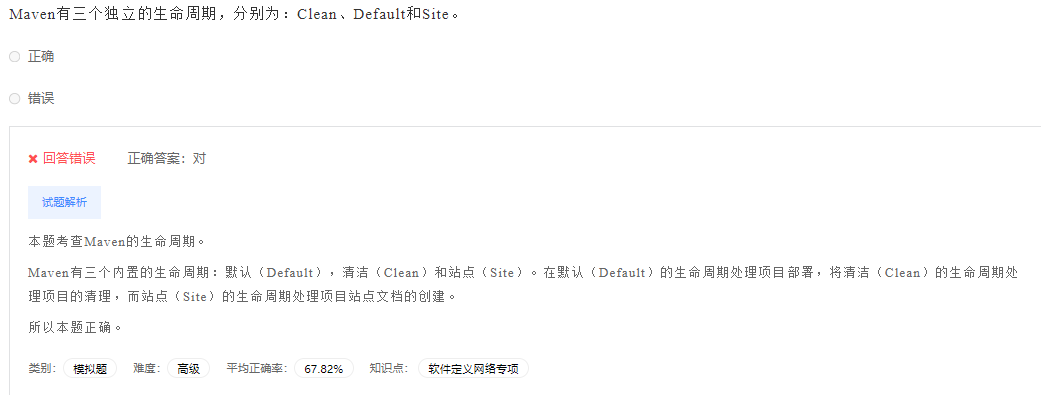 Maven有三个独立的生命周期，分别为：Clean、Default和Site。
正确
错误
回答错误 正确答案：对
试题解析
本题考查Maven的生命周期。
Maven有三个内置的生命周期：默认（Default），清洁（Clean）和站点（Site）。在默认（Default）的生命周期处理项目部署，将清洁（Clean）的生命周期处
理项目的清理，而站点（Site）的生命周期处理项目站点文档的创建。
所以本题正确。
类别： 模拟题 难度： 高级 平均正确率： 67.82% 知识点： 软件定义网络专项